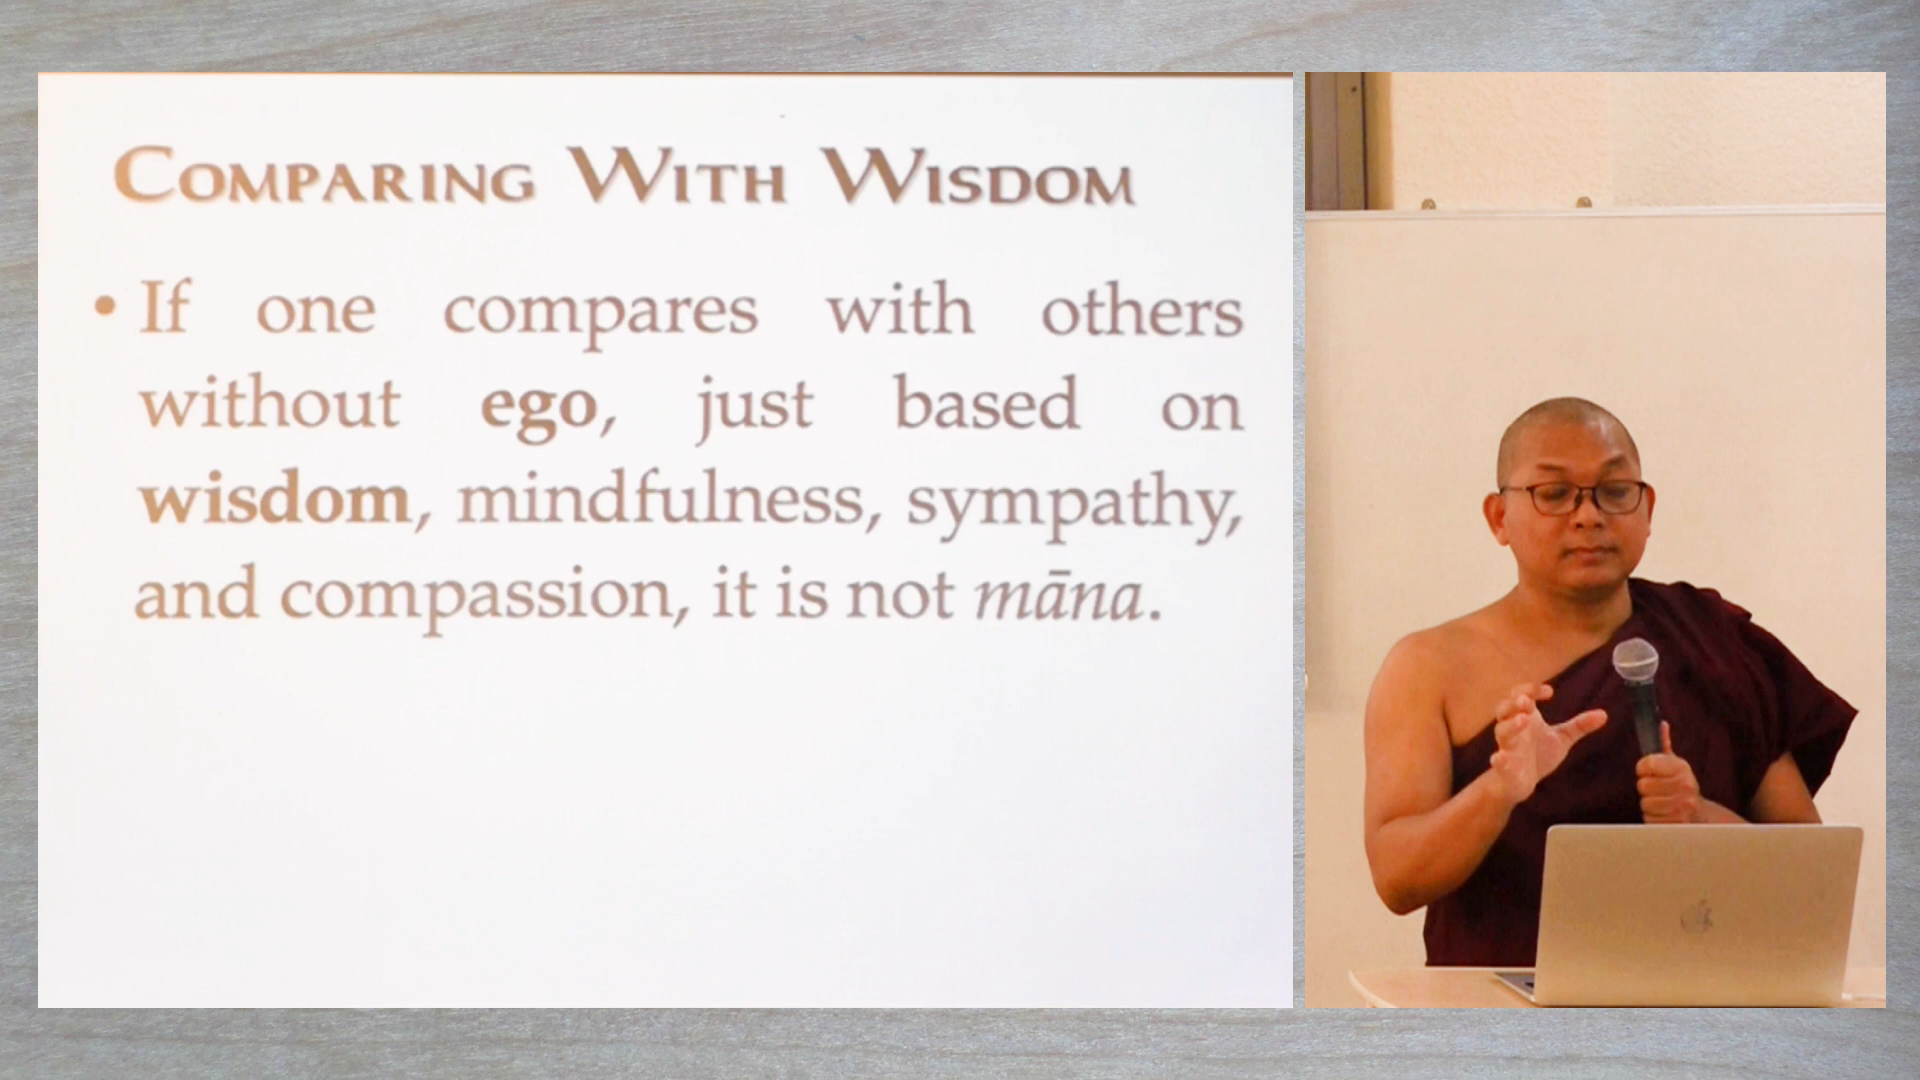 COMPARING WITH WISDOM
• If one compares with others
without ego, just based on
wisdom, mindfulness, sympathy,
and compassion, it is not māna.